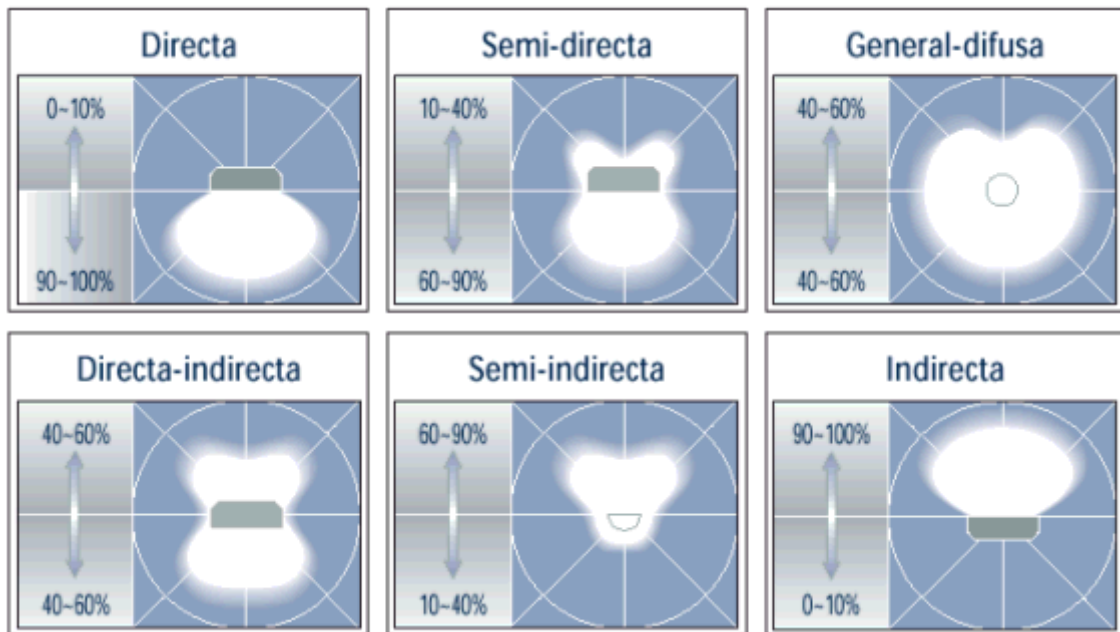 Directa
0~10%
90~100%
Semi-directa
10~40%
60~90%
General-difusa
40~60%
40~60%
Directa-indirecta
40~60%
40~60%
Semi-indirecta
60~90%
10~40%
Indirecta
90~100%
0~10%